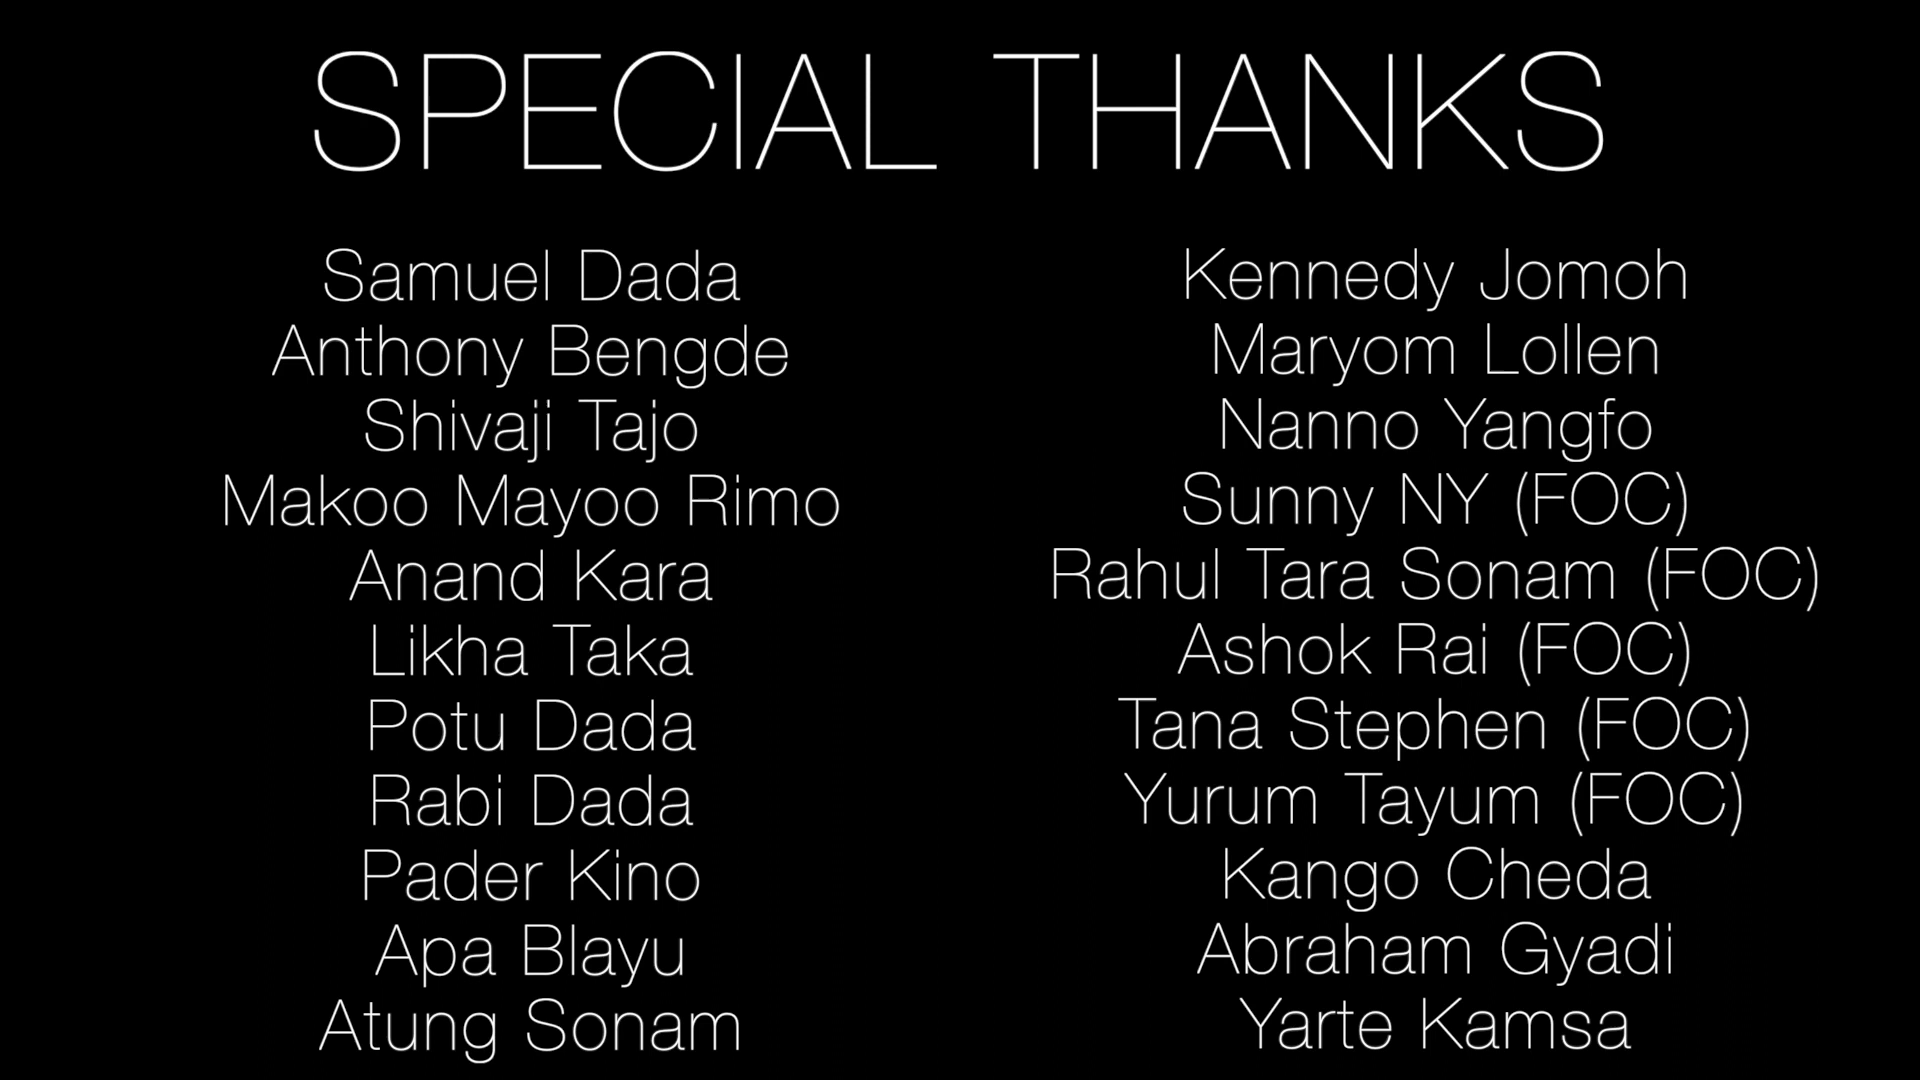 SPECIAL THANKS
Samuel Dada
Anthony Bengde
Shivaji Tajo
Makoo Mayoo Rimo
Anand Kara
Likha Taka
Potu Dada
Rabi Dada
Pader Kino
Apa Blayu
Atung Sonam
Kennedy Jomoh
Maryom Lollen
Nanno Yangfo
Sunny NY (FOC)
Rahul Tara Sonam (FOC)
Ashok Rai (FOC)
Tana Stephen (FOC)
Yurum Tayum (FOC)
Kango Cheda
Abraham Gyadi
Yarte Kamsa